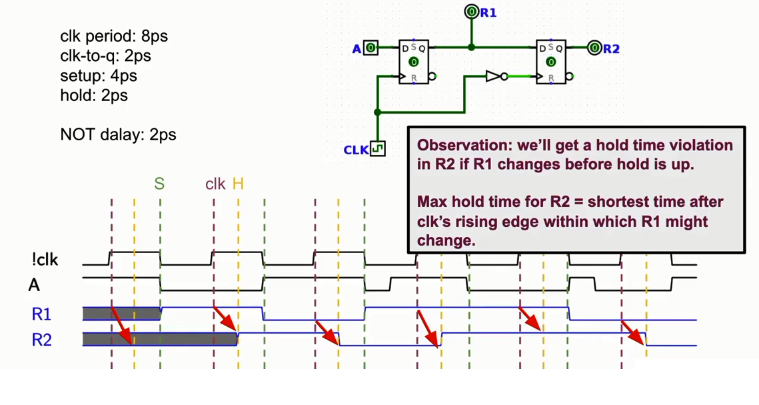 clk period: 8ps
clk-to-q: 2ps
setup: 4ps
hold: 2ps
NOT dalay: 2ps
R1
A
D S Q
0
R
D S Q
0
R
R2
CLK
Observation: we'll get a hold time violation
in R2 if R1 changes before hold is up.
Max hold time for R2 = shortest time after
clk's rising edge within which R1 might
change.
S clk H
!clk
A
R1
R2